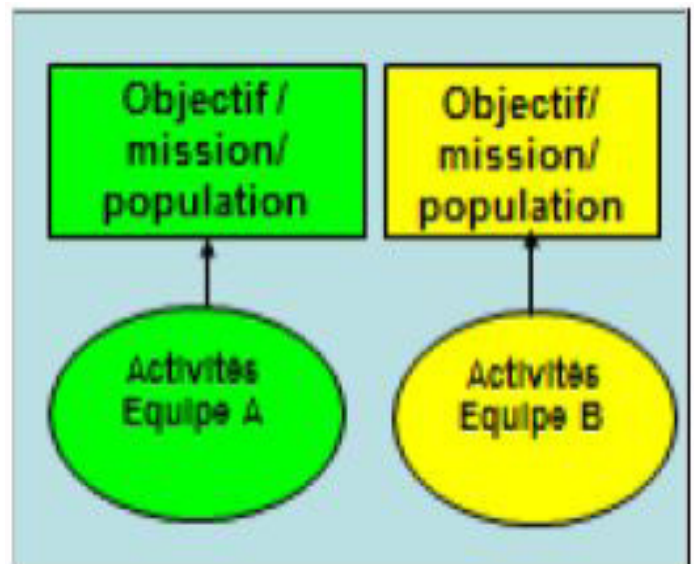 Objectif /
mission/
population
Objectif/
mission/
population
Activités
Equipe A
Activités
Equipe B